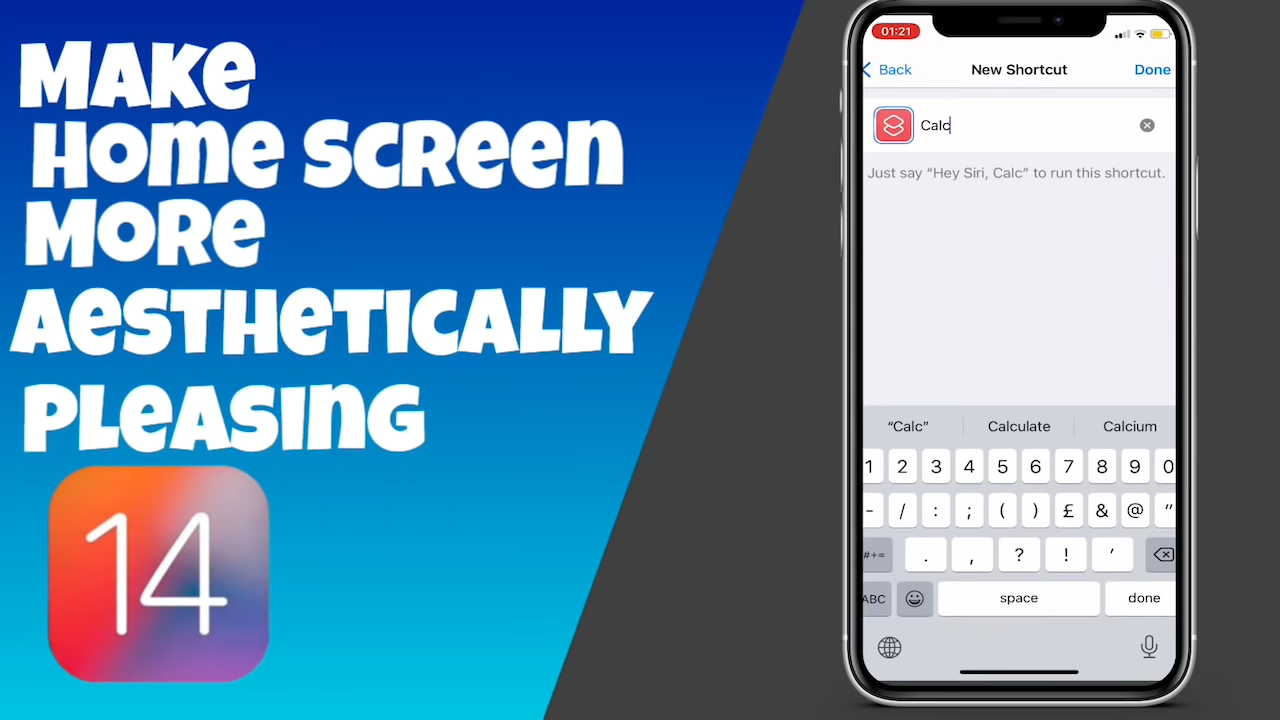 MAKE
HOME SCREEN
MORE
AESTHETICALLY
PLEASING
14
01:21
Back New Shortcut Done
Calc
Just say “Hey Siri, Calc” to run this shortcut.
“Calc” Calculate Calcium
1 2 3 4 5 6 7 8 9 0
- / : ; ( ) £ & @ "
#+= . , ? ! ’
ABC space done